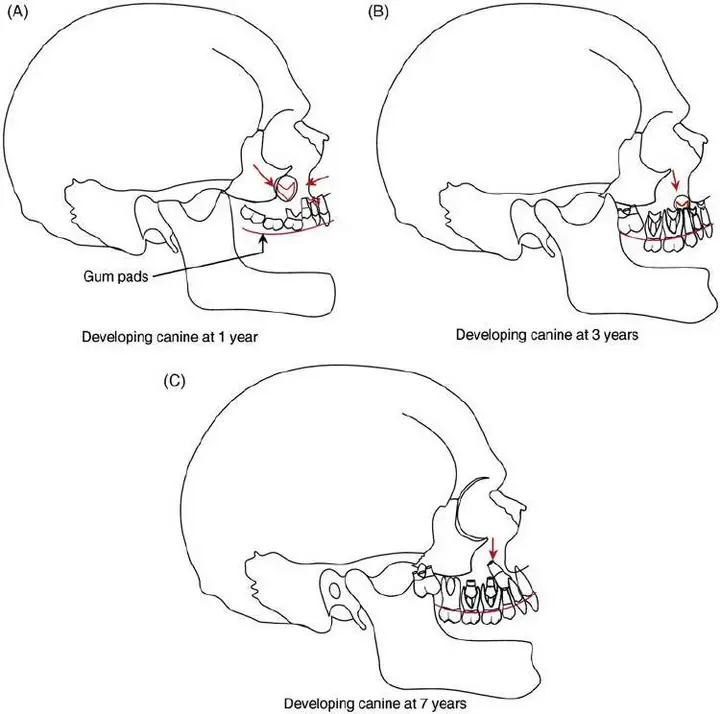 (A)
(B)
Gum pads
Developing canine at 1 year
Developing canine at 3 years
(C)
Developing canine at 7 years